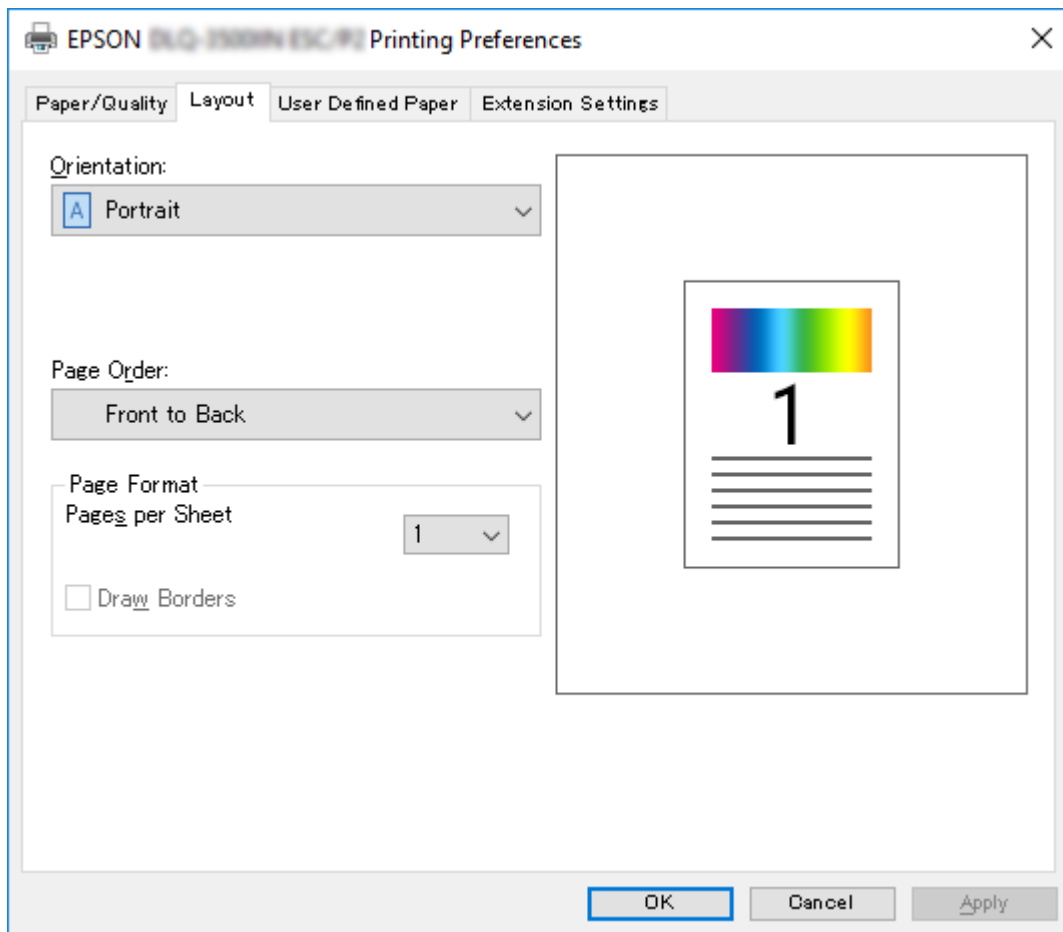 EPSON Printing Preferences
Paper/Quality Layout User Defined Paper Extension Settings
Orientation:
A Portrait
Page Order:
Front to Back
Page Format
Pages per Sheet
1
Draw Borders
1
OK Cancel Apply